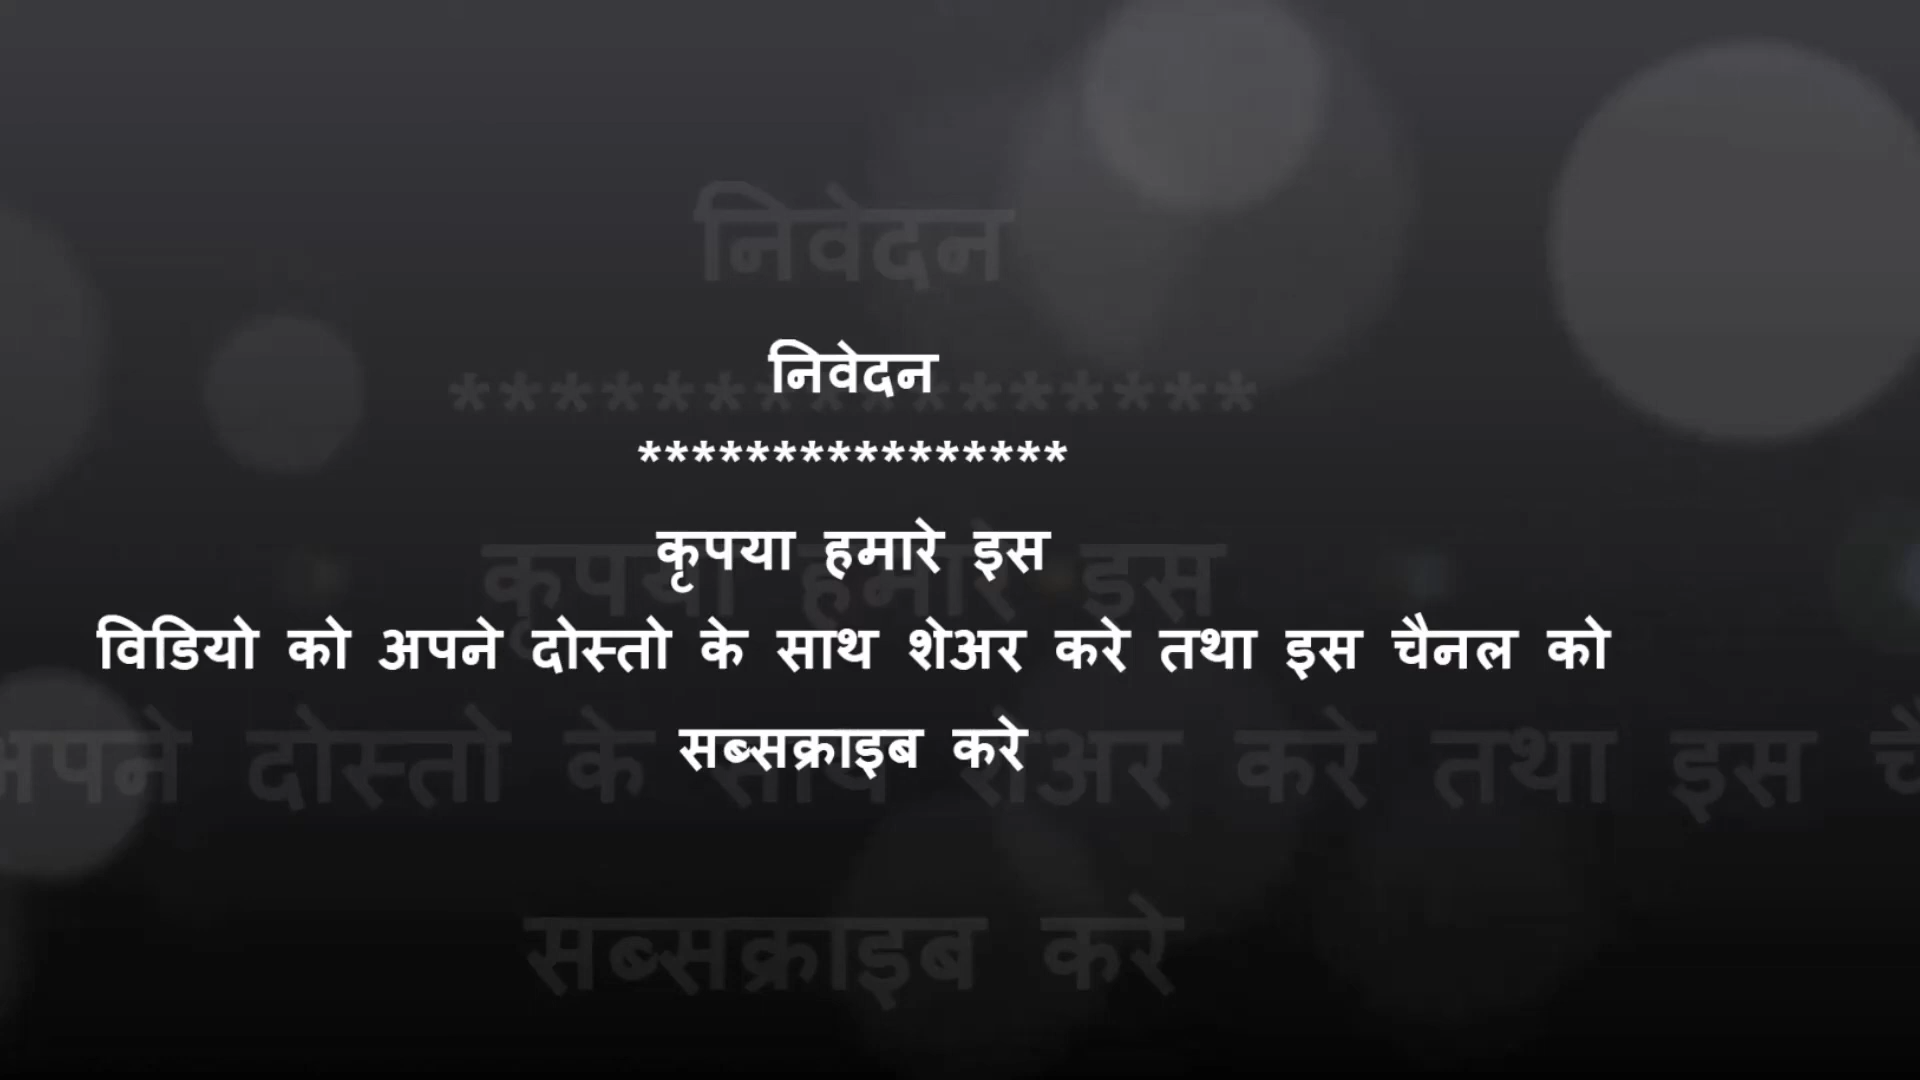 निवेदन
****************
कृपया हमारे इस
विडियो को अपने दोस्तो के साथ शेअर करे तथा इस चैनल को
सब्सक्राइब करे